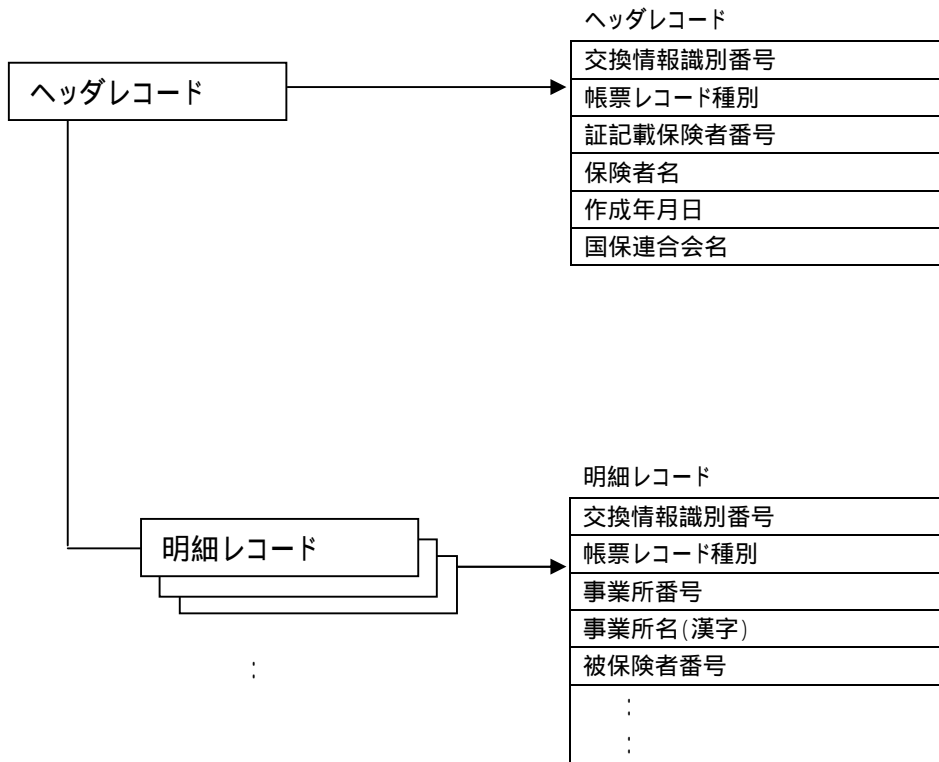 ヘッダレコード
ヘッダレコード
交換情報識別番号
帳票レコード種別
証記載保険者番号
保険者名
作成年月日
国保連合会名
明細レコード
明細レコード
交換情報識別番号
帳票レコード種別
事業所番号
事業所名(漢字)
被保険者番号
:
:
: